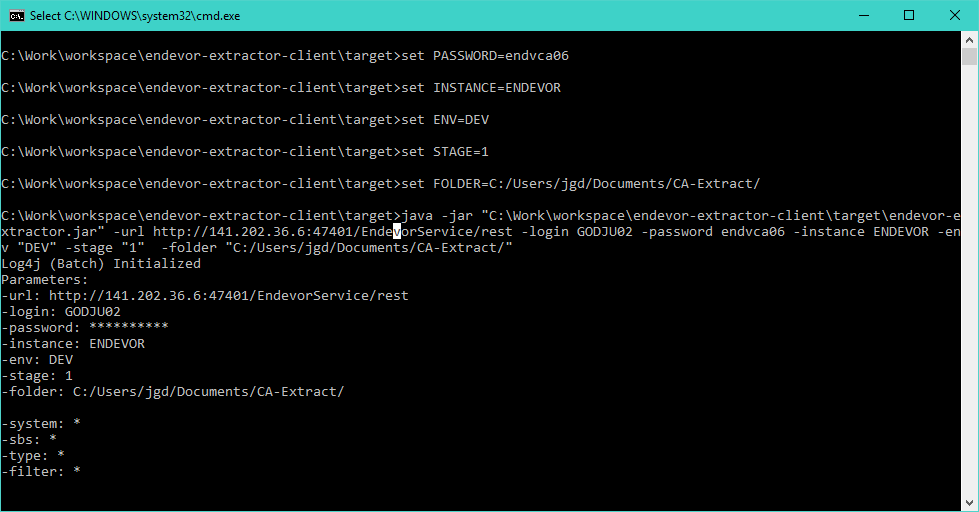 Select C:\WINDOWS\system32\cmd.exe
C:\Work\workspace\endevor-extractor-client\target>set PASSWORD=endvca06
C:\Work\workspace\endevor-extractor-client\target>set INSTANCE=ENDEVOR
C:\Work\workspace\endevor-extractor-client\target>set ENV=DEV
C:\Work\workspace\endevor-extractor-client\target>set STAGE=1
C:\Work\workspace\endevor-extractor-client\target>set FOLDER=C:/Users/jgd/Documents/CA-Extract/
C:\Work\workspace\endevor-extractor-client\target>java -jar "C:\Work\workspace\endevor-extractor-client\target\endevor-e
xtractor.jar" -url http://141.202.36.6:47401/EndevorService/rest -login GODJU02 -password endvca06 -instance ENDEVOR -en
v "DEV" -stage "1"  -folder "C:/Users/jgd/Documents/CA-Extract/"
Log4j (Batch) Initialized
Parameters:
-url: http://141.202.36.6:47401/EndevorService/rest
-login: GODJU02
-password: **********
-instance: ENDEVOR
-env: DEV
-stage: 1
-folder: C:/Users/jgd/Documents/CA-Extract/
-system: *
-sbs: *
-type: *
-filter: *